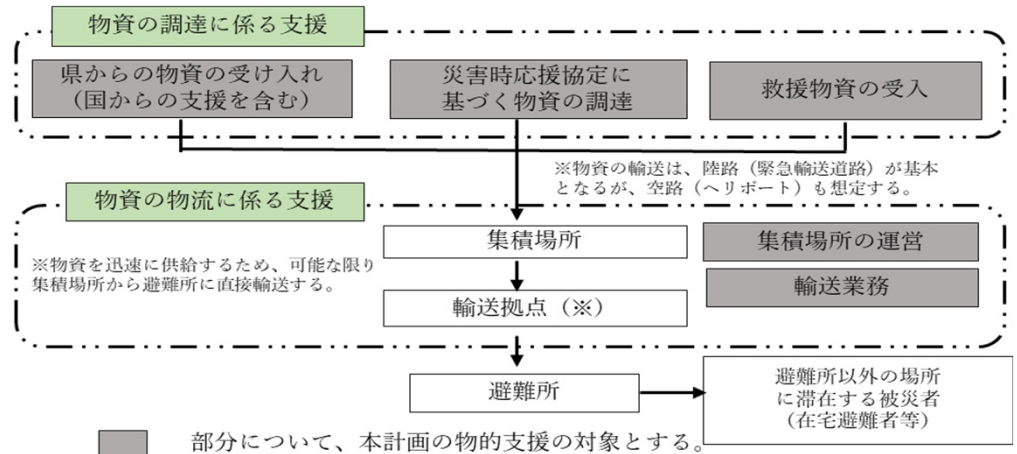 物資の調達に係る支援
県からの物資の受け入れ
（国からの支援を含む）
災害時応援協定に
基づく物資の調達
救援物資の受入
※物資の輸送は、陸路（緊急輸送道路）が基本
となるが、空路（ヘリポート）も想定する。
物資の物流に係る支援
※物資を迅速に供給するため、可能な限り
集積場所から避難所に直接輸送する。
集積場所
集積場所の運営
輸送業務
輸送拠点（※）
避難所
避難所以外の場所
に滞在する被災者
（在宅避難者等）
部分について、本計画の物的支援の対象とする。